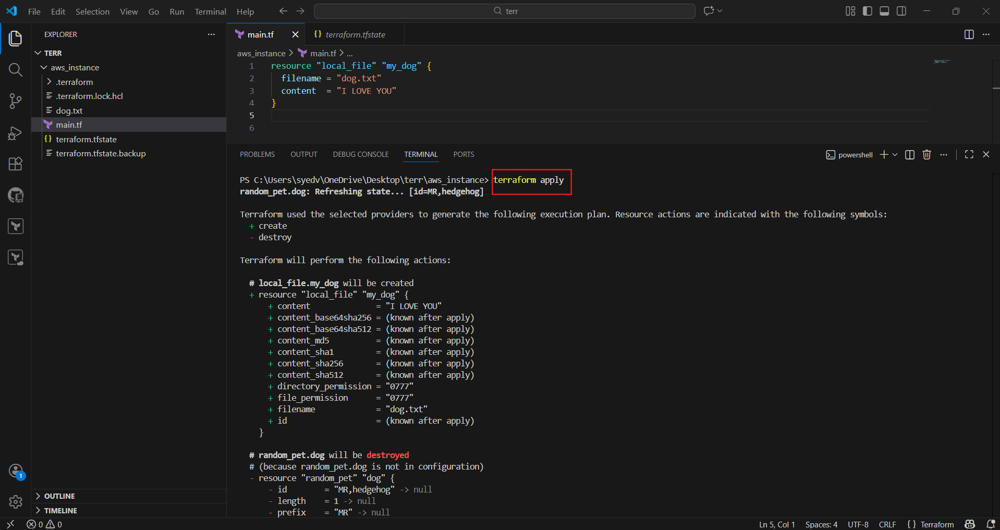 File Edit Selection View Go Run Terminal Help
terr
EXPLORER
TERR
aws_instance
.terraform
.terraform.lock.hcl
dog.txt
main.tf
terraform.tfstate
terraform.tfstate.backup
OUTLINE
TIMELINE
1
main.tf
terraform.tfstate
aws_instance > main.tf > ...
1 resource "local_file" "my_dog" {
2 filename = "dog.txt"
3 content = "I LOVE YOU"
4 }
5
6
PROBLEMS OUTPUT DEBUG CONSOLE TERMINAL PORTS
powershell
PS C:\Users\syedv\OneDrive\Desktop\terr\aws_instance> terraform apply
random_pet.dog: Refreshing state... [id=MR,hedgehog]
Terraform used the selected providers to generate the following execution plan. Resource actions are indicated with the following symbols:
+ create
- destroy
Terraform will perform the following actions:
# local_file.my_dog will be created
+ resource "local_file" "my_dog" {
+ content = "I LOVE YOU"
+ content_base64sha256 = (known after apply)
+ content_base64sha512 = (known after apply)
+ content_md5 = (known after apply)
+ content_sha1 = (known after apply)
+ content_sha256 = (known after apply)
+ content_sha512 = (known after apply)
+ directory_permission = "0777"
+ file_permission = "0777"
+ filename = "dog.txt"
+ id = (known after apply)
}
# random_pet.dog will be destroyed
# (because random_pet.dog is not in configuration)
- resource "random_pet" "dog" {
- id = "MR,hedgehog" -> null
- length = 1 -> null
- prefix = "MR" -> null
0 0
Ln 5, Col 1 Spaces: 4 UTF-8 CRLF {} Terraform